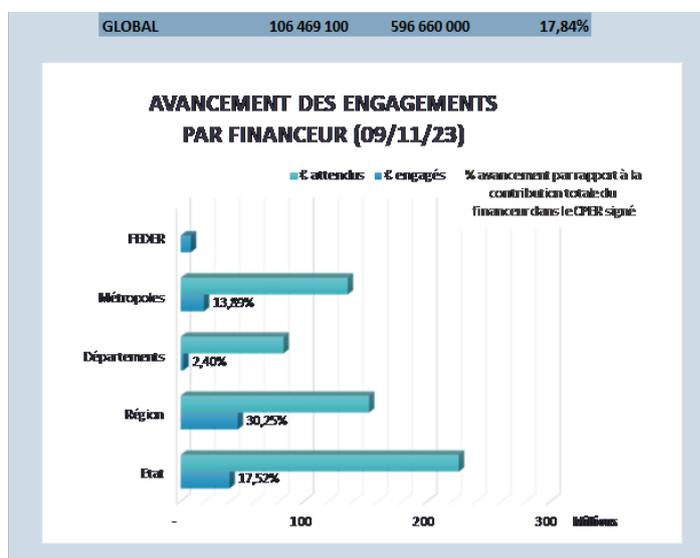 GLOBAL 106 469 100 596 660 000 17,84%
AVANCEMENT DES ENGAGEMENTS
PAR FINANCEUR (09/11/23)
€ attendus € engagés % avancement par rapport à la
contribution totale du
financeur dans le CPER signé
FEDER
Métropoles 13,89%
Départements 2,40%
Région 30,25%
Etat 17,52%
- 100 200 300 Millions